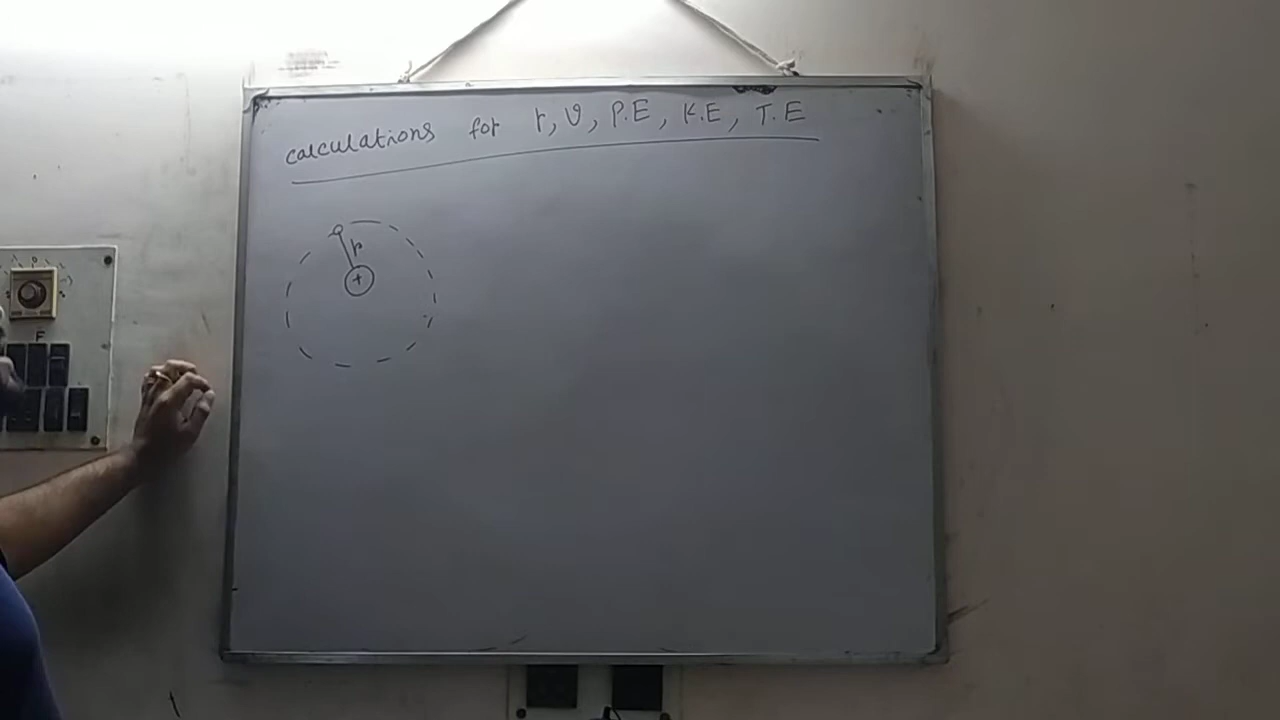 calculations for r, v, P.E, K.E, T.E
r
+
F